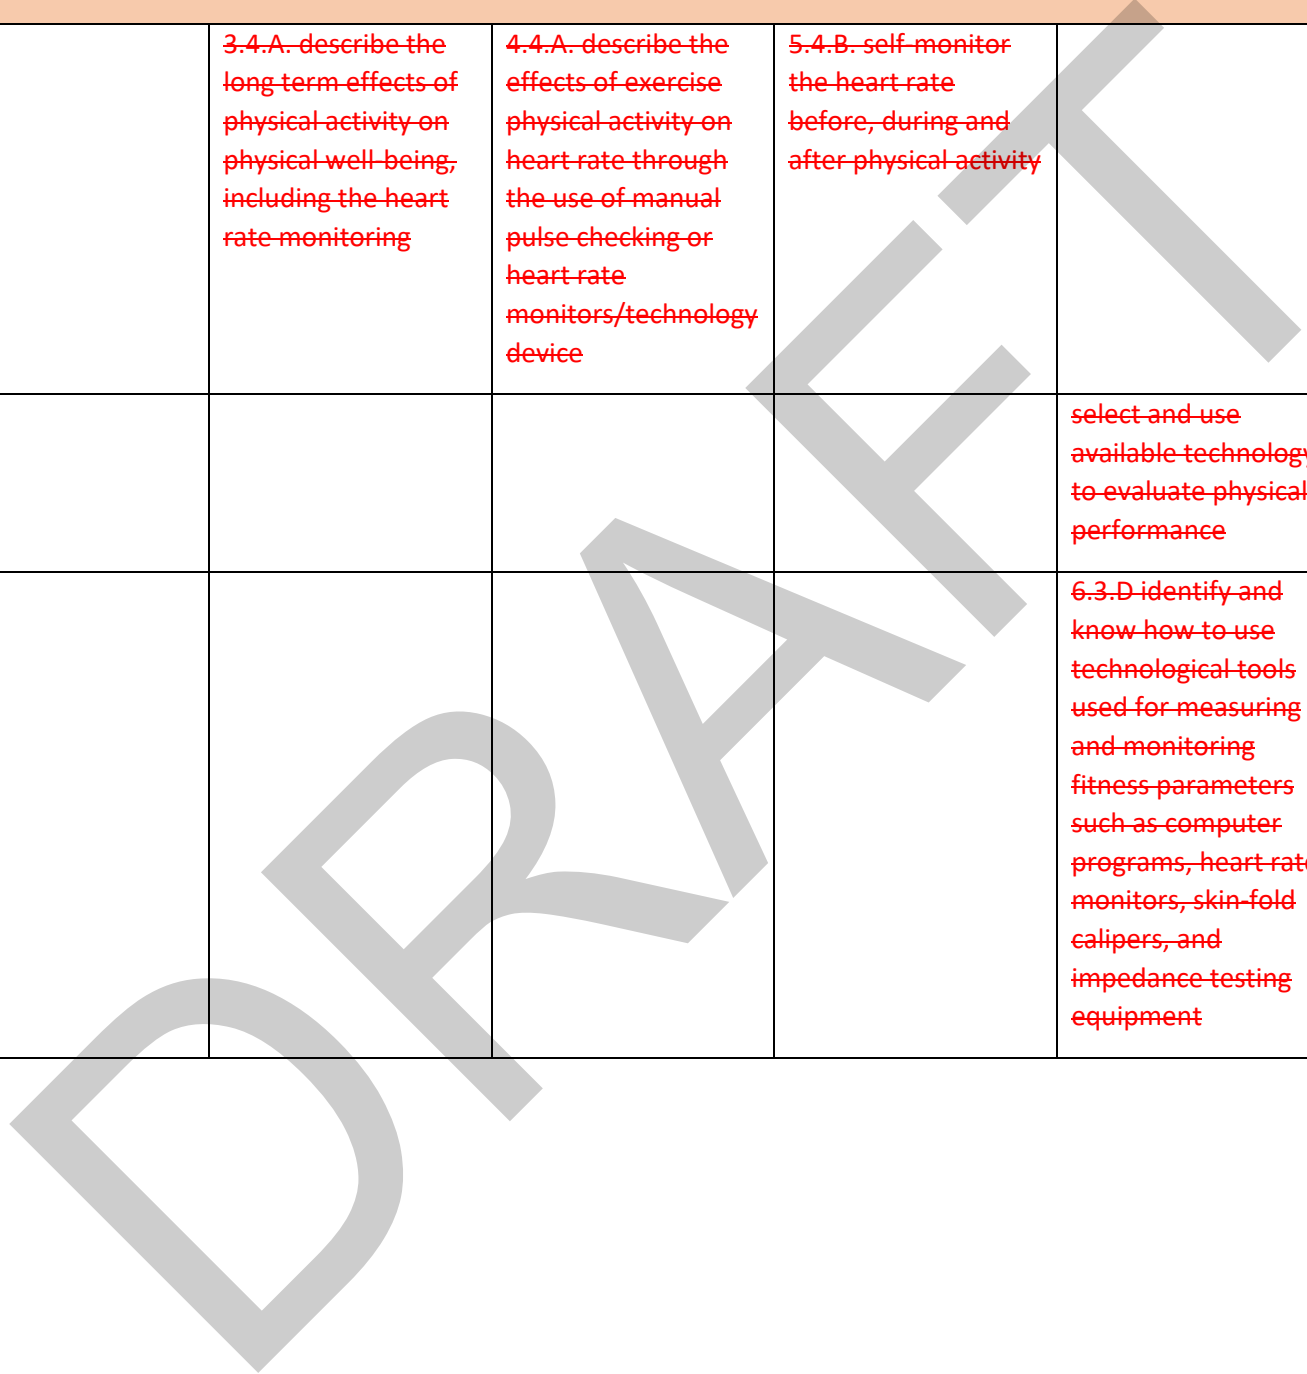 3.4.A. describe the
long term effects of
physical activity on
physical well-being,
including the heart
rate monitoring
4.4.A. describe the
effects of exercise
physical activity on
heart rate through
the use of manual
pulse checking or
heart rate
monitors/technology
device
5.4.B. self-monitor
the heart rate
before, during and
after physical activity
select and use
available technology
to evaluate physical
performance
6.3.D identify and
know how to use
technological tools
used for measuring
and monitoring
fitness parameters
such as computer
programs, heart rate
monitors, skin-fold
calipers, and
impedance testing
equipment
DRAFT